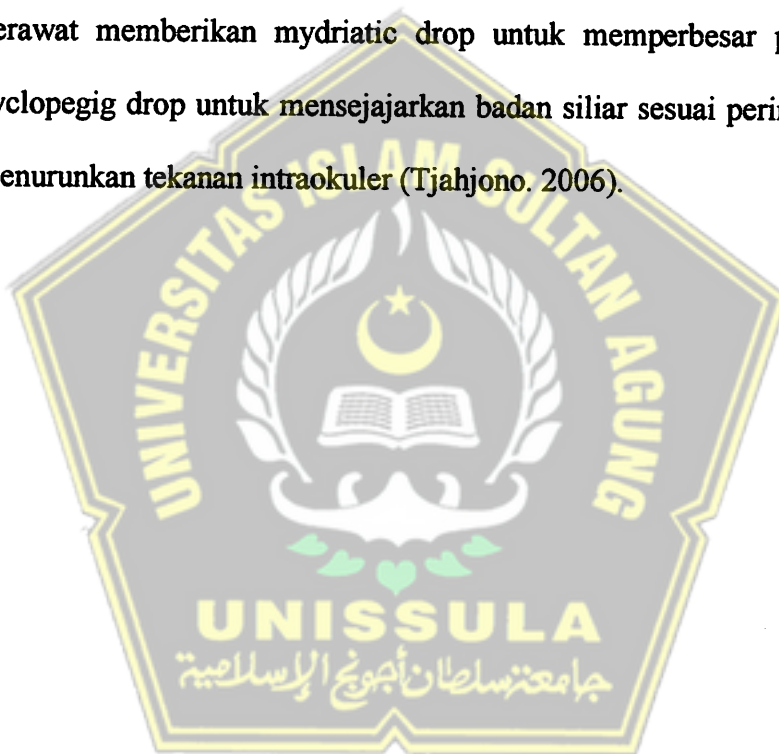 erawat memberikan mydriatic drop untuk memperbesar
yclopegig drop untuk mensejajarkan badan siliar sesuai
enurunkan tekanan intraokuler (Tjahjono. 2006).
UNIVERSITAS ISLAM SULTAN AGUNG
UNISSULA
جامعة سلطان أجونج الإسلامية